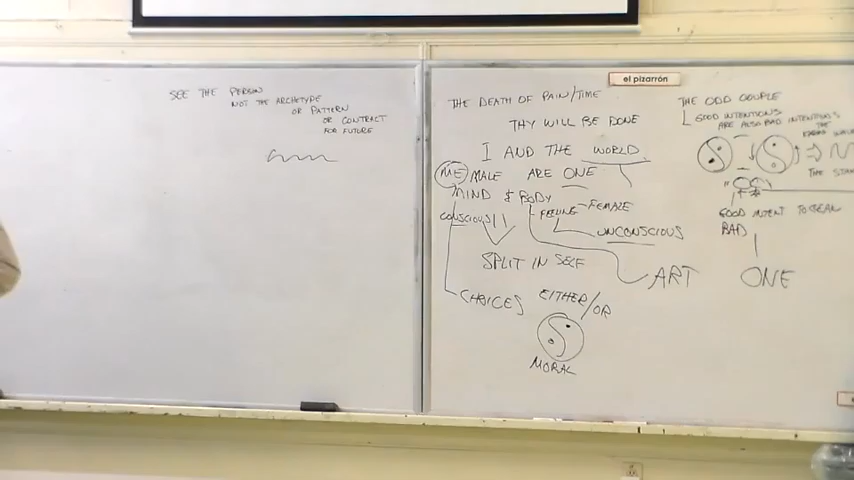 SEE THE PERSON
NOT THE ARCHETYPE
OR PATTERN
OR CONTRACT
FOR FUTURE
el pizarrón
THE DEATH OF PAIN/TIME
THY WILL BE DONE
I AND THE WORLD
ME MALE ARE ONE
MIND & BODY
CONSCIOUS FEELING - FEMALE
UNCONSCIOUS
SPLIT IN SELF
ART
CHOICES EITHER/OR
MORAL
THE ODD COUPLE
GOOD INTENTIONS
ARE ALSO BAD INTENTIONS
THE
THE
GOOD INTENT TO
BAD
ONE